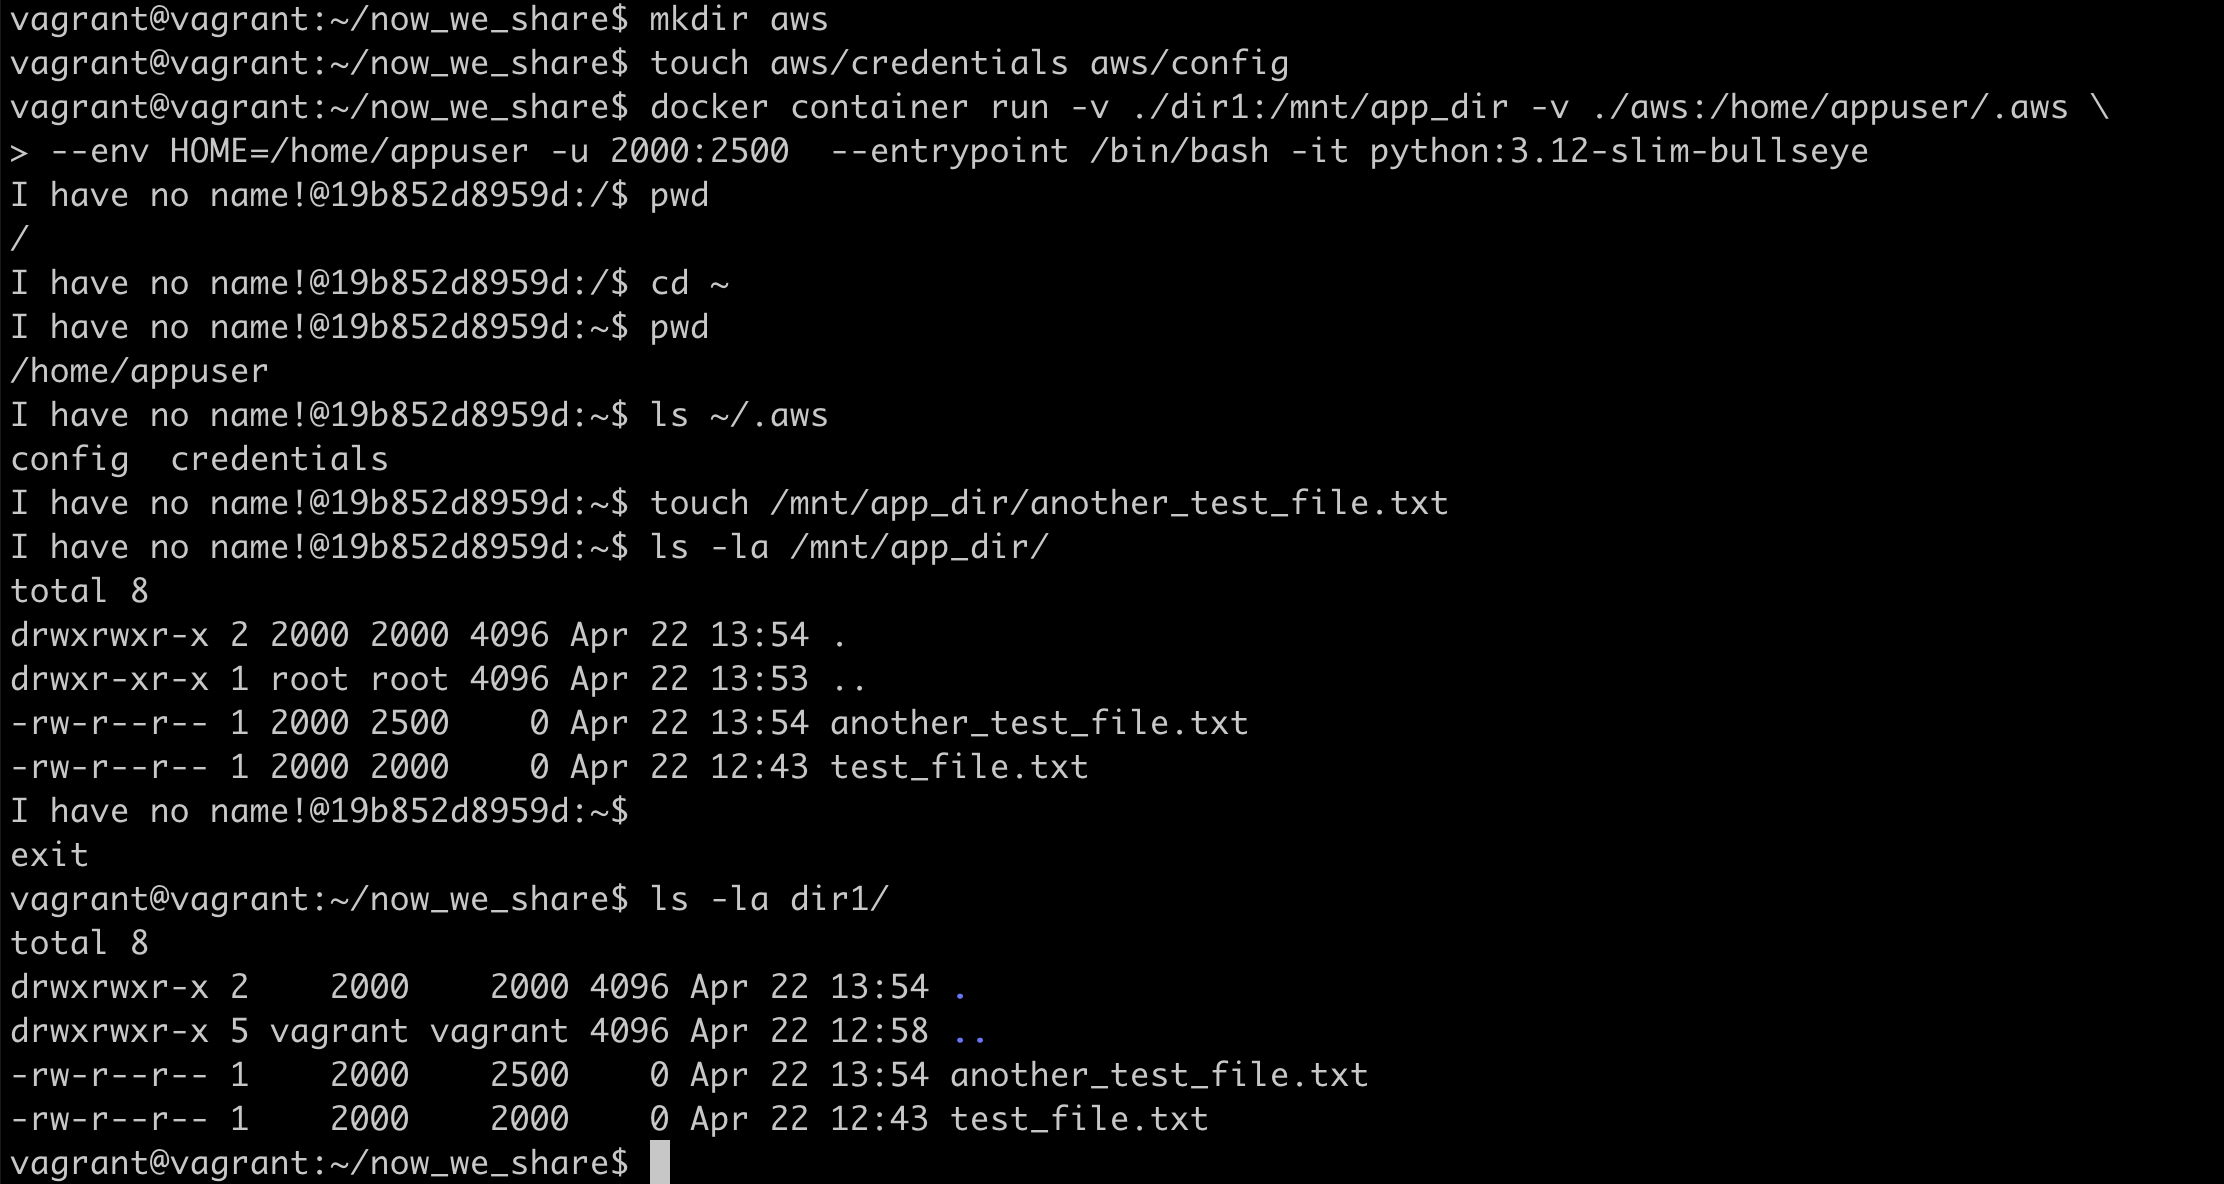 vagrant@vagrant:~/now_we_share$ mkdir aws
vagrant@vagrant:~/now_we_share$ touch aws/credentials aws/config
vagrant@vagrant:~/now_we_share$ docker container run -v ./dir1:/mnt/app_dir -v ./aws:/home/appuser/.aws \
> --env HOME=/home/appuser -u 2000:2500  --entrypoint /bin/bash -it python:3.12-slim-bullseye
I have no name!@19b852d8959d:/$ pwd
/
I have no name!@19b852d8959d:/$ cd ~
I have no name!@19b852d8959d:~$ pwd
/home/appuser
I have no name!@19b852d8959d:~$ ls ~/.aws
config  credentials
I have no name!@19b852d8959d:~$ touch /mnt/app_dir/another_test_file.txt
I have no name!@19b852d8959d:~$ ls -la /mnt/app_dir/
total 8
drwxrwxr-x 2 2000 2000 4096 Apr 22 13:54 .
drwxr-xr-x 1 root root 4096 Apr 22 13:53 ..
-rw-r--r-- 1 2000 2500    0 Apr 22 13:54 another_test_file.txt
-rw-r--r-- 1 2000 2000    0 Apr 22 12:43 test_file.txt
I have no name!@19b852d8959d:~$
exit
vagrant@vagrant:~/now_we_share$ ls -la dir1/
total 8
drwxrwxr-x 2    2000    2000 4096 Apr 22 13:54 .
drwxrwxr-x 5 vagrant vagrant 4096 Apr 22 12:58 ..
-rw-r--r-- 1    2000    2500    0 Apr 22 13:54 another_test_file.txt
-rw-r--r-- 1    2000    2000    0 Apr 22 12:43 test_file.txt
vagrant@vagrant:~/now_we_share$